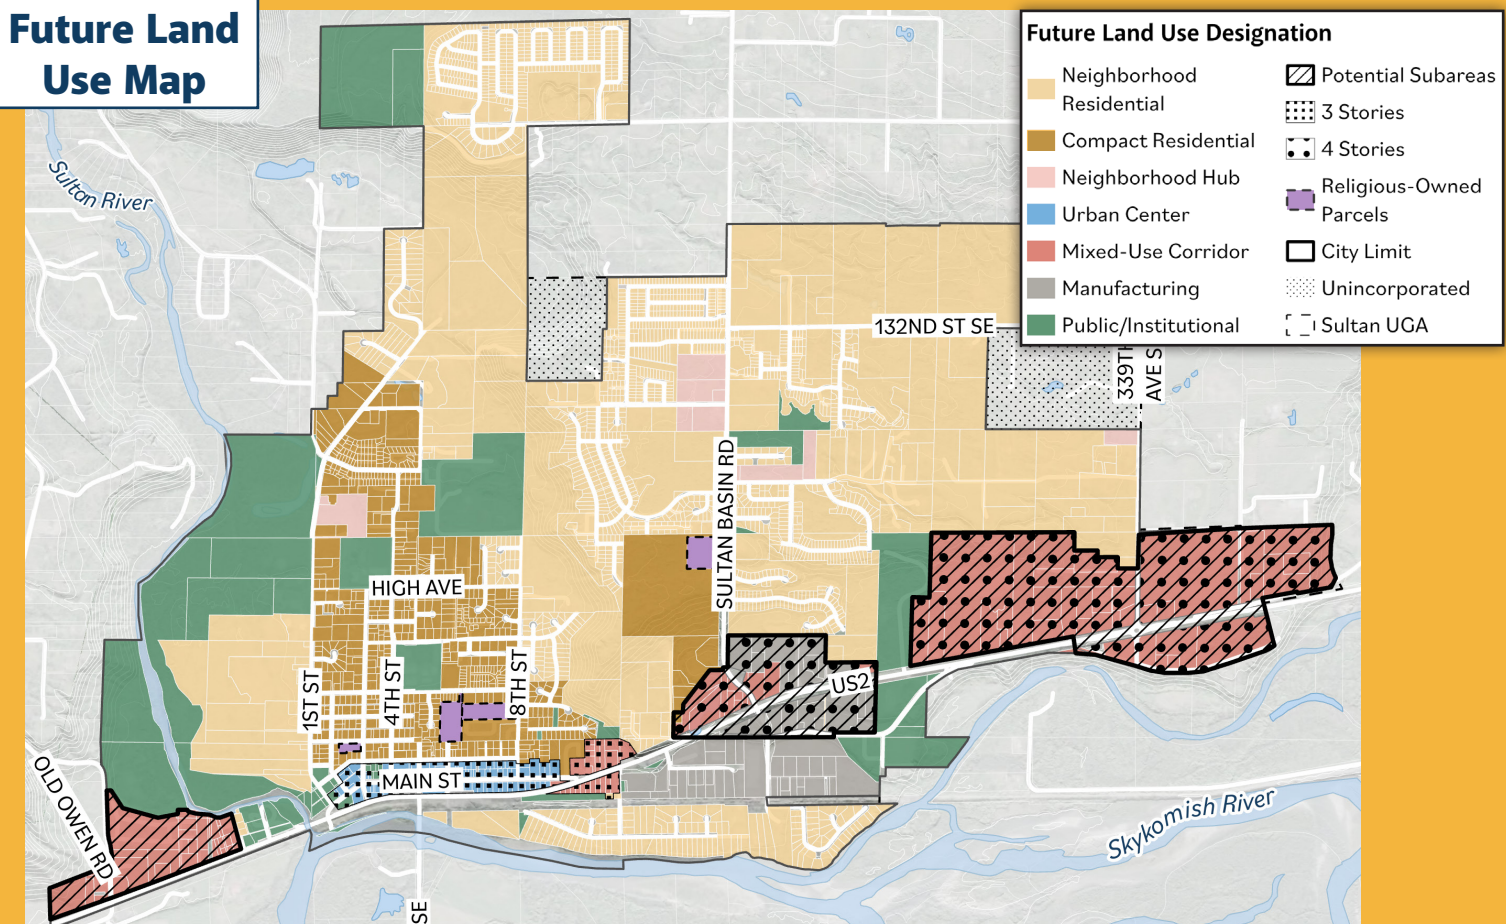 Future Land
Use Map
Future Land Use Designation
Neighborhood
Residential
Compact Residential
Neighborhood Hub
Urban Center
Mixed-Use Corridor
Manufacturing
Public/Institutional
Potential Subareas
3 Stories
4 Stories
Religious-Owned
Parcels
City Limit
Unincorporated
Sultan UGA
Sultan River
132ND ST SE
339TH
AVE S
SULTAN BASIN RD
HIGH AVE
1ST ST
4TH ST
8TH ST
US2
MAIN ST
OLD OWEN RD
Skykomish River
SE